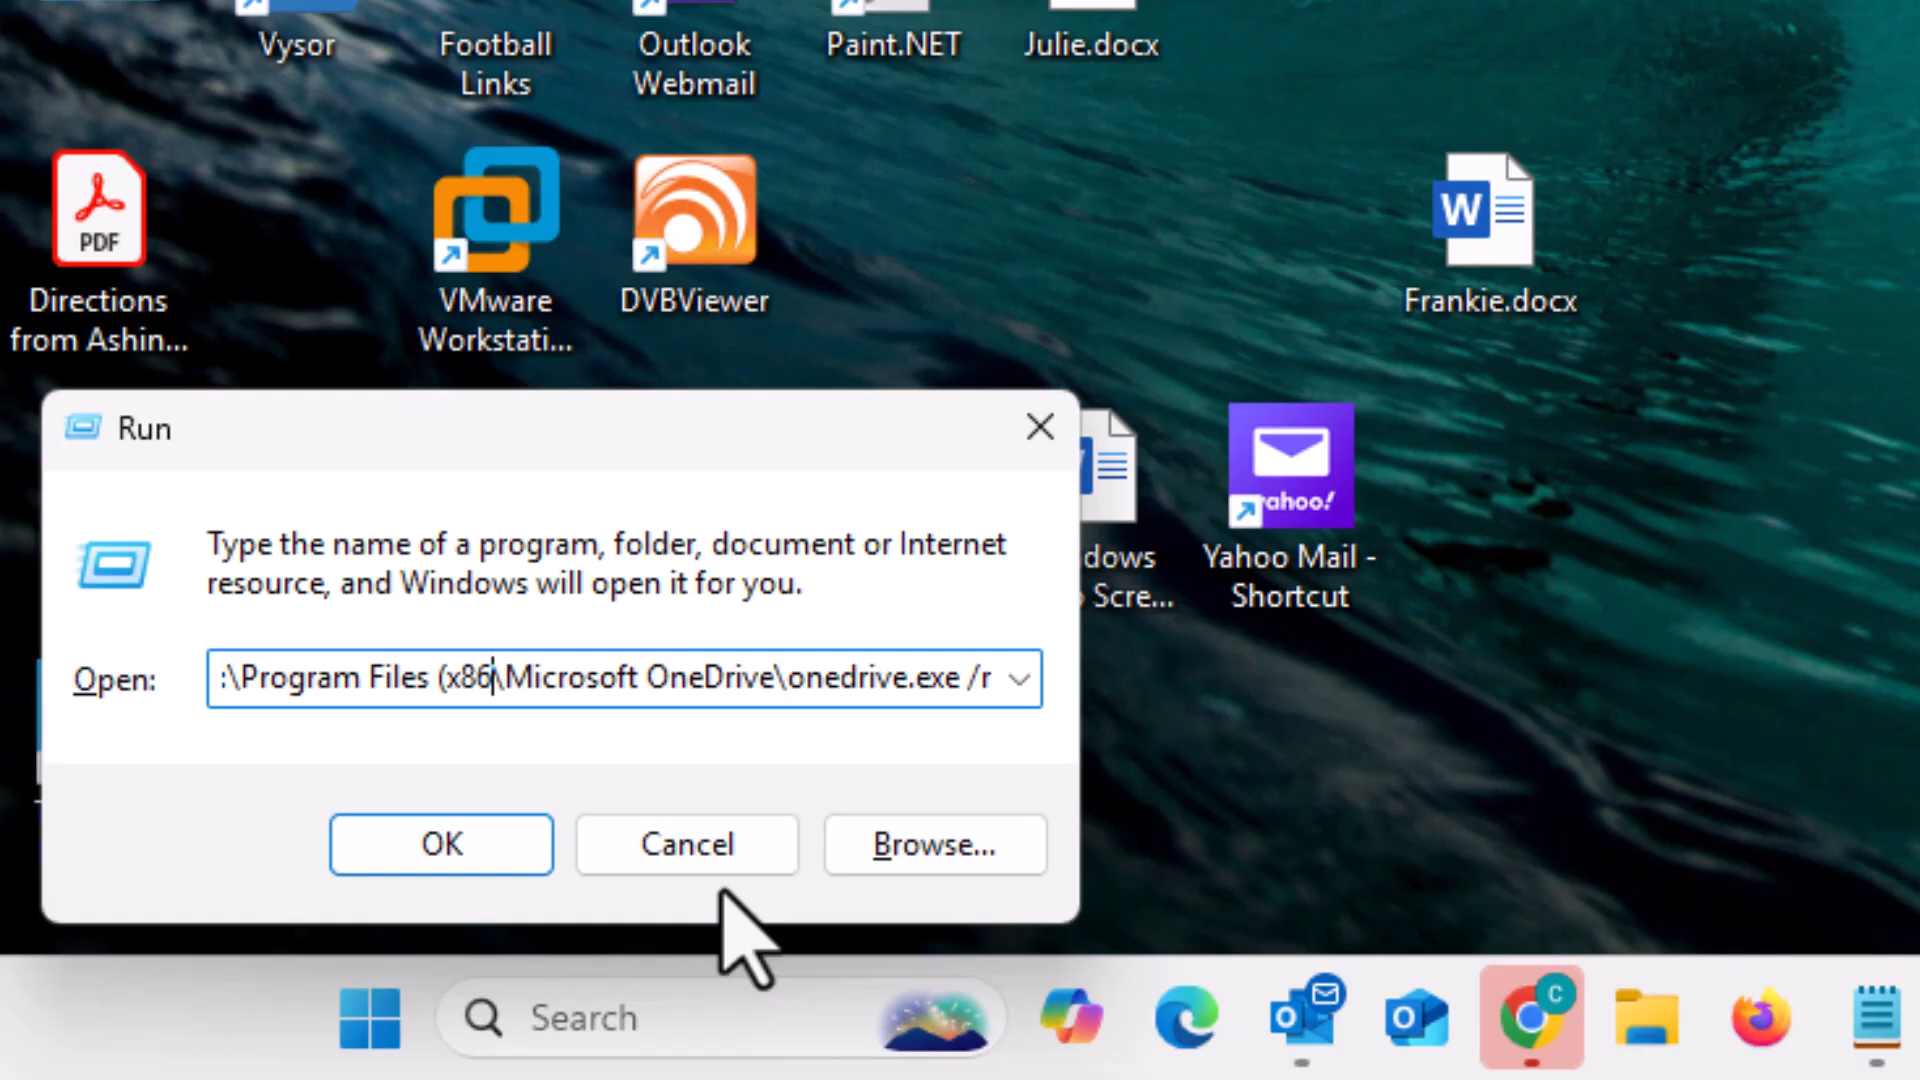 Vysor
Football
Links
Outlook
Webmail
Paint.NET
Julie.docx
PDF
Directions
from Ashin...
VMware
Workstati...
DVBViewer
W
Frankie.docx
Run
Type the name of a program, folder, document or Internet
resource, and Windows will open it for you.
Open:
:\Program Files (x86\Microsoft OneDrive\onedrive.exe /r
OK
Cancel
Browse...
dows
Scre...
yahoo!
Yahoo Mail -
Shortcut
Search
O
O
C